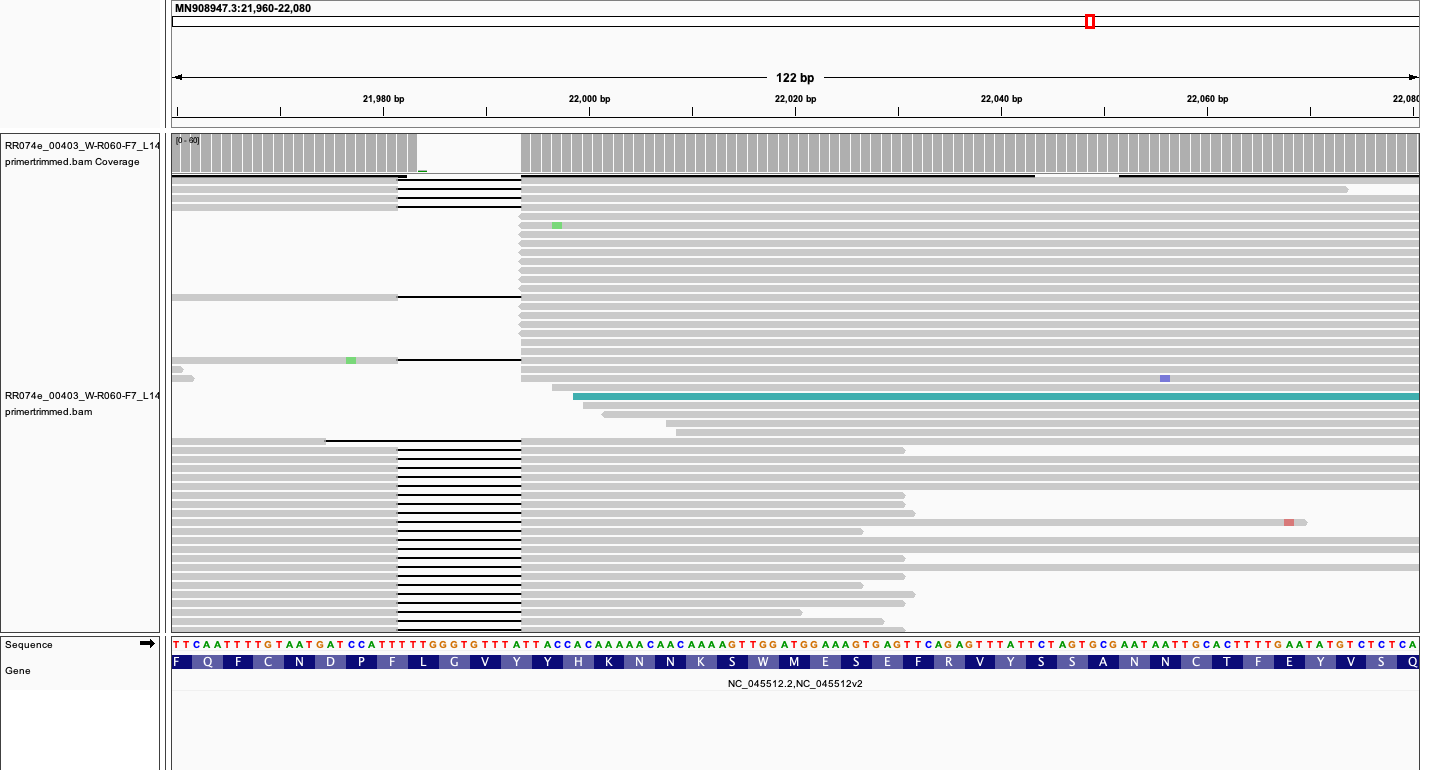 MN908947.3:21,960-22,080
122 bp
21,980 bp 22,000 bp 22,020 bp 22,040 bp 22,060 bp 22,080
RR074e_00403_W-R060-F7_L14
primertrimmed.bam Coverage
[0 - 60]
RR074e_00403_W-R060-F7_L14
primertrimmed.bam
Sequence
T T C A A T T T T G T A A T G A T C C A T T T T T G G G T G T T T A T T A C C A C A A A A A C A A C A A A A G T T G G A T G G A A A G T G A G T T C A G A G T T T A T T C T A G T G C G A A T A A T T G C A C T T T T G A A T A T G T C T C T C A
Gene
F Q F C N D P F L G V Y Y H K N N K S W M E S E F R V Y S S A N N C T F E Y V S Q
NC_045512.2,NC_045512v2